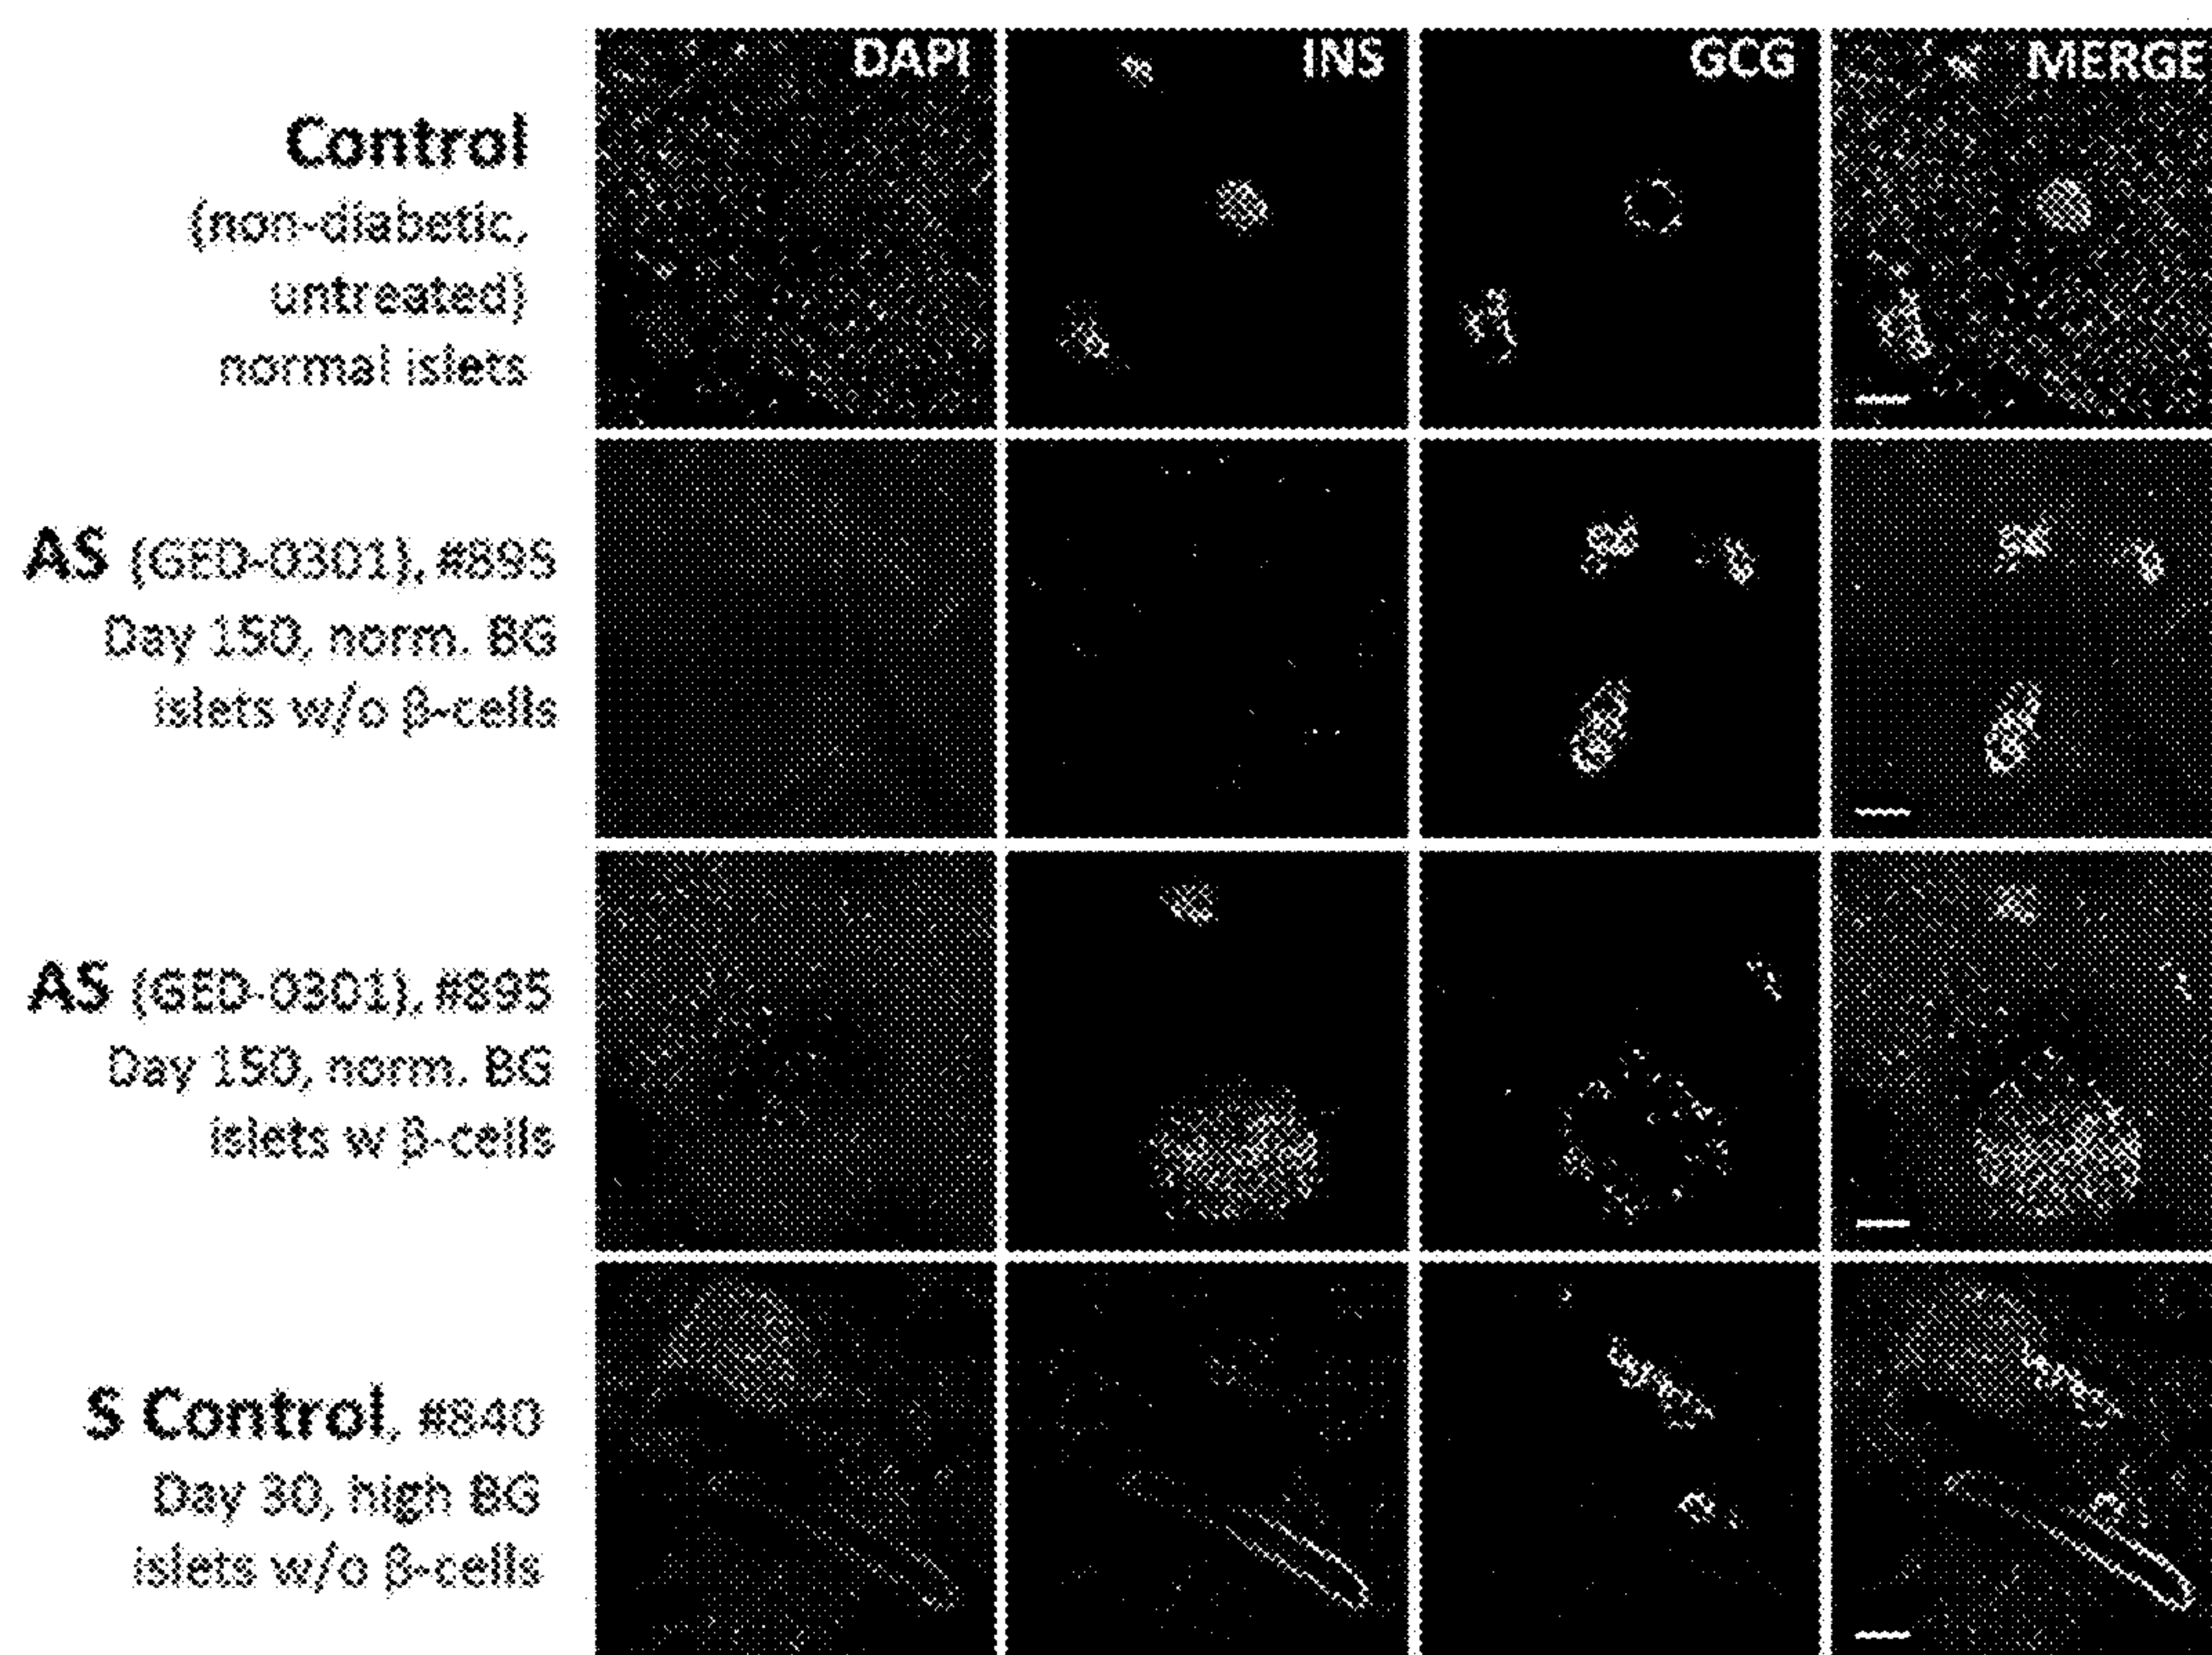 DAPI INS GCG MERGE
Control
(non-diabetic,
untreated)
normal islets
AS (GED-0301), #895
Day 150, norm. BG
islets w/o β-cells
AS (GED-0301), #895
Day 150, norm. BG
islets w β-cells
S Control, #840
Day 30, high BG
islets w/o β-cells